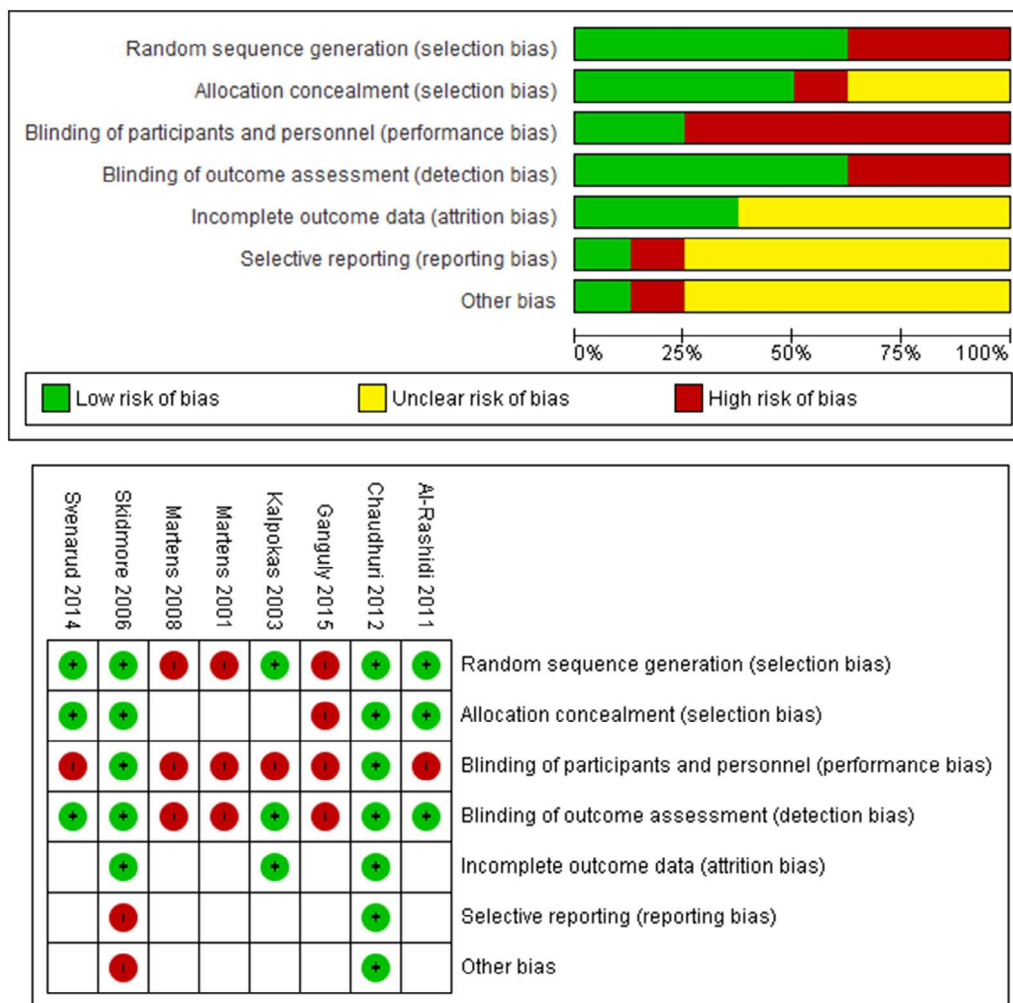 Random sequence generation (selection bias)
Allocation concealment (selection bias)
Blinding of participants and personnel (performance bias)
Blinding of outcome assessment (detection bias)
Incomplete outcome data (attrition bias)
Selective reporting (reporting bias)
Other bias
0% 25% 50% 75% 100%
Low risk of bias Unclear risk of bias High risk of bias
Svenarud 2014
Skidmore 2006
Martens 2008
Martens 2001
Kalpokas 2003
Ganguly 2015
Chaudhuri 2012
Al-Rashidi 2011
+ + - - + - + + Random sequence generation (selection bias)
+ + - + + Allocation concealment (selection bias)
- + - - - - + - Blinding of participants and personnel (performance bias)
+ + - - + - + + Blinding of outcome assessment (detection bias)
+ + + Incomplete outcome data (attrition bias)
- + Selective reporting (reporting bias)
- + Other bias